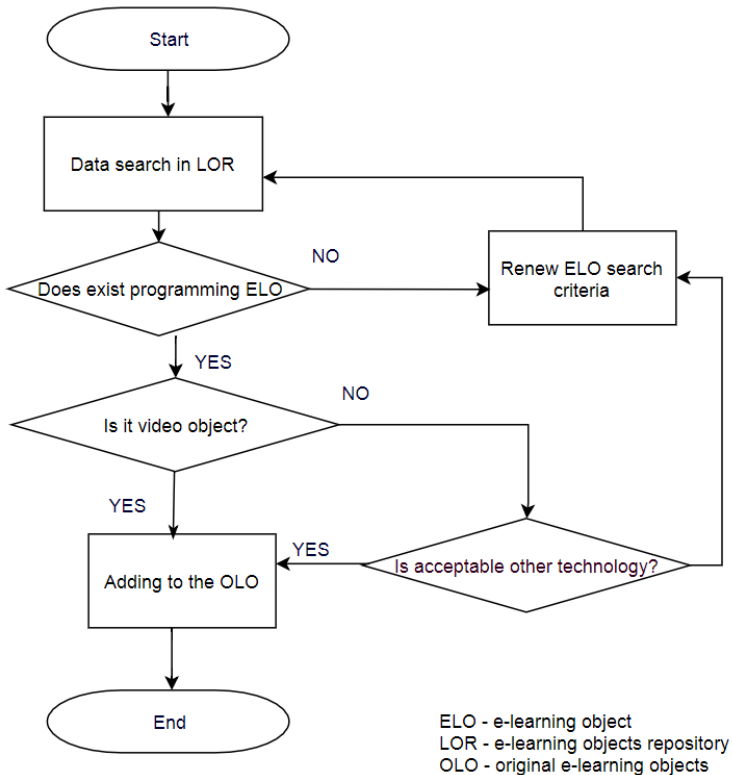 Start
Data search in LOR
NO
Renew ELO search
criteria
Does exist programming ELO
YES
NO
Is it video object?
YES
YES
Is acceptable other technology?
Adding to the OLO
End
ELO - e-learning object
LOR - e-learning objects repository
OLO - original e-learning objects